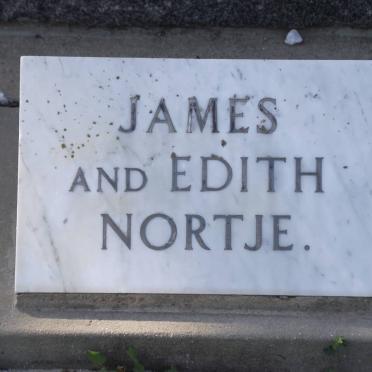 JAMES
AND EDITH
NORTJE.